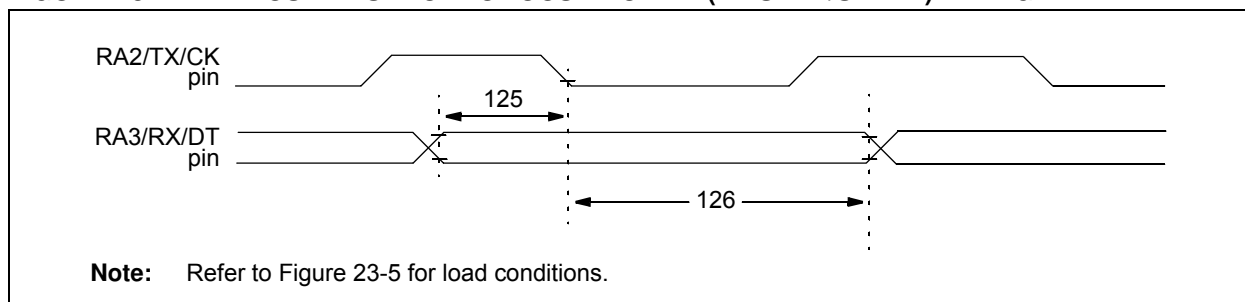 RA2/TX/CK
pin
125
RA3/RX/DT
pin
126
Note: Refer to Figure 23-5 for load conditions.